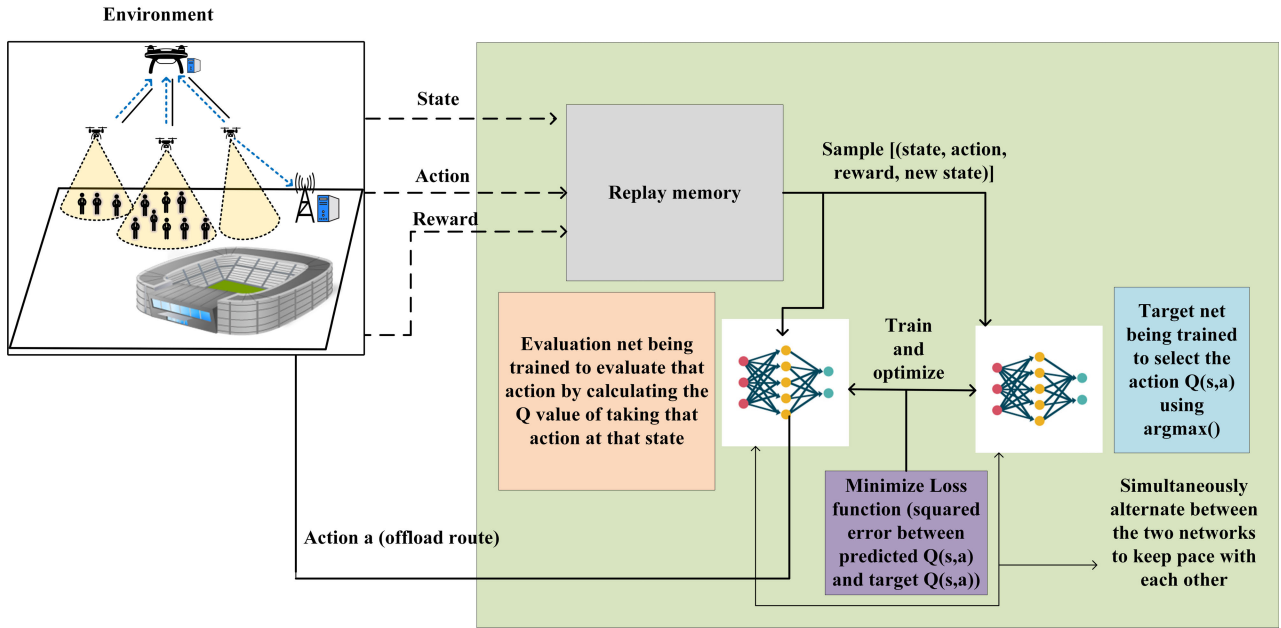 Environment
State
Action
Reward
Replay memory
Sample [(state, action,
reward, new state)]
Evaluation net being
trained to evaluate that
action by calculating the
Q value of taking that
action at that state
Train
and
optimize
Target net
being trained
to select the
action Q(s,a)
using
argmax()
Minimize Loss
function (squared
error between
predicted Q(s,a)
and target Q(s,a))
Simultaneously
alternate between
the two networks
to keep pace with
each other
Action a (offload route)